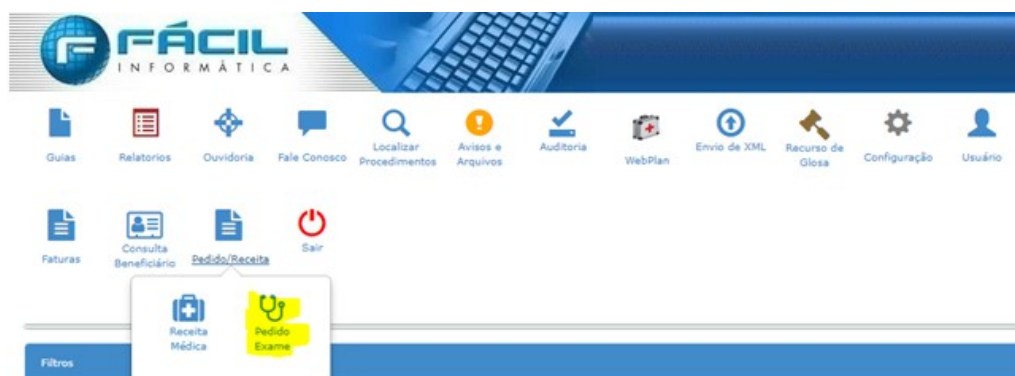 FÁCIL
INFORMÁTICA
Guias
Relatorios
Ouvidoria
Fale Conosco
Localizar
Procedimentos
Avisos e
Arquivos
Auditoria
WebPlan
Envio de XML
Recurso de
Glosa
Configuração
Usuário
Faturas
Consulta
Beneficiário
Pedido/Receita
Sair
Receita
Médica
Pedido
Exame
Filtros